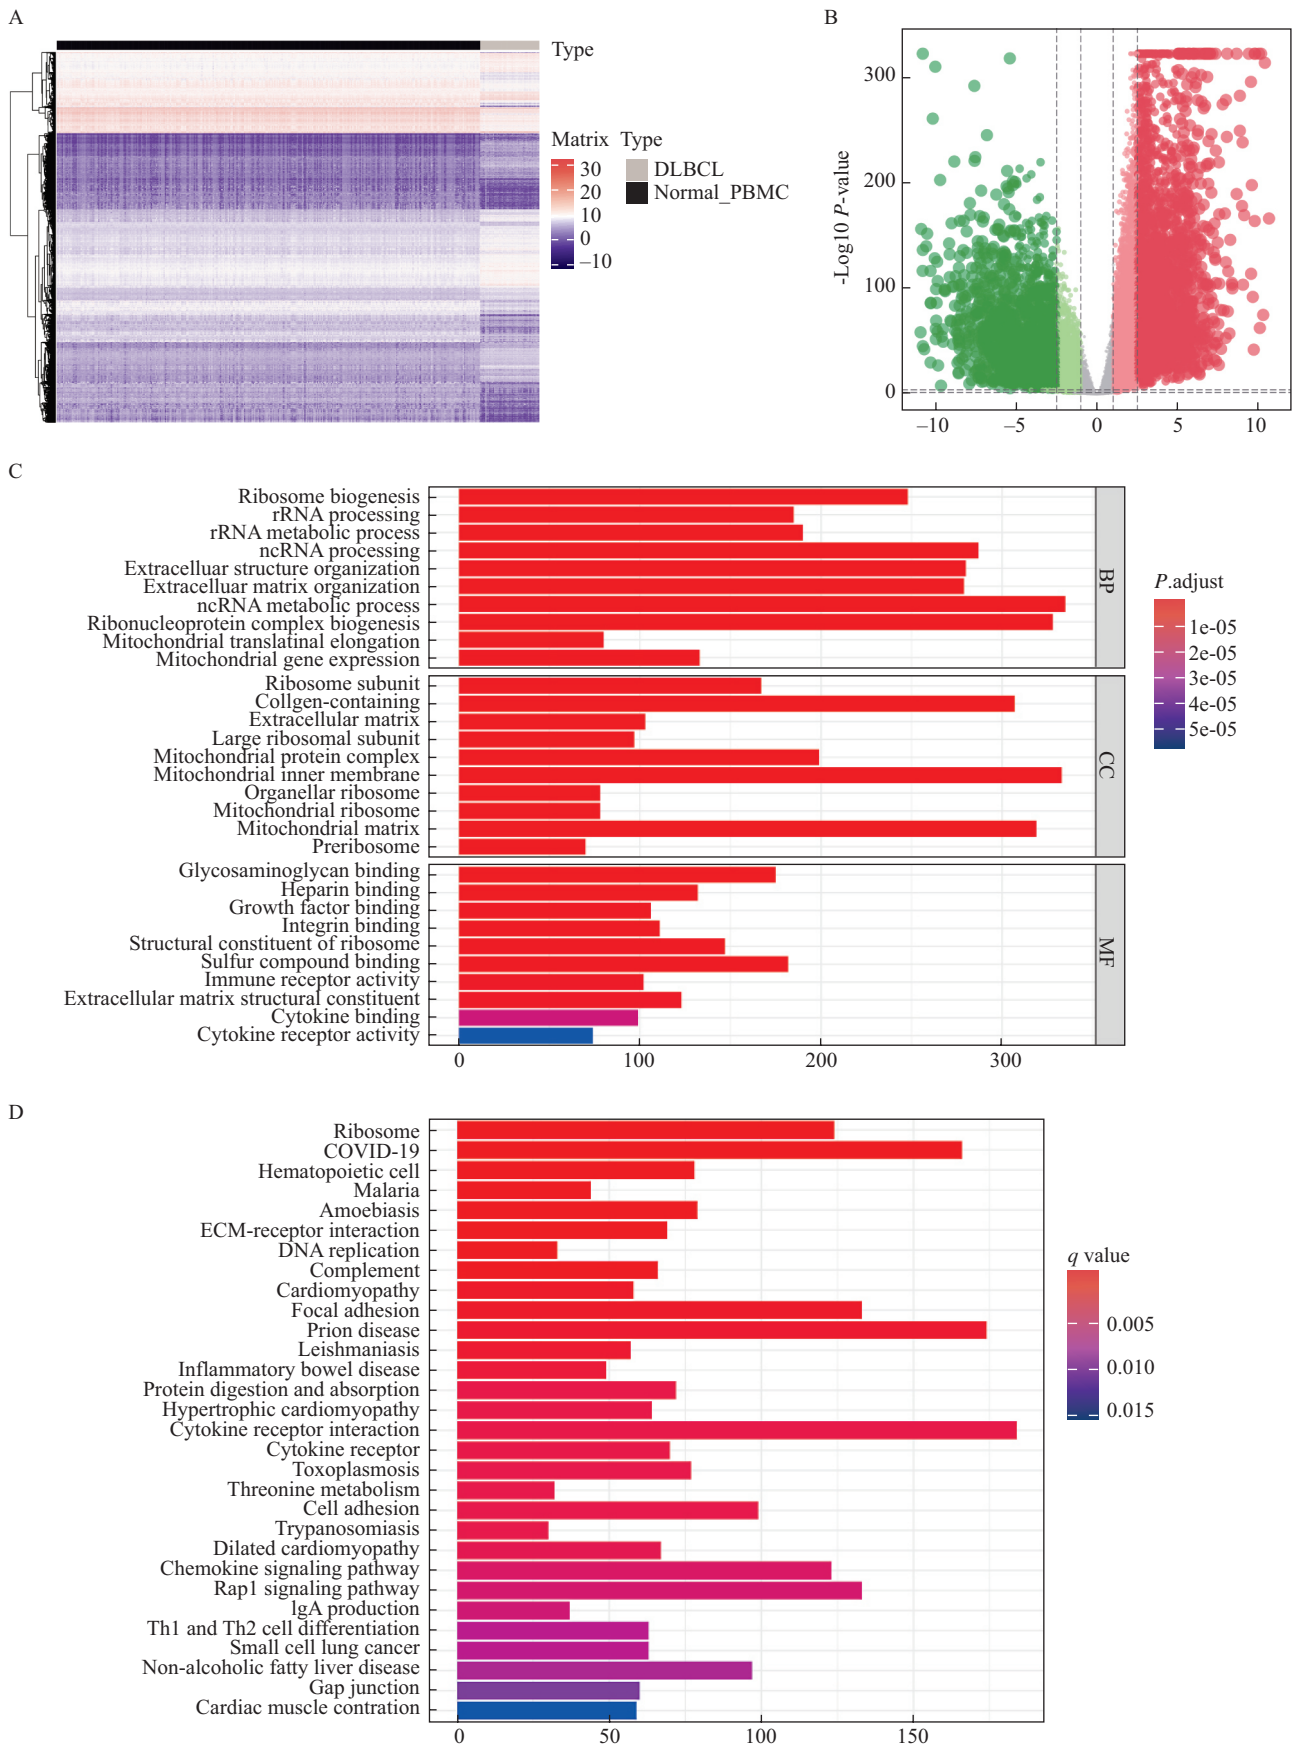 A
Type
Matrix
30
20
10
0
–10
Type
DLBCL
Normal_PBMC
B
-Log10 P-value
300
200
100
0
–10
–5
0
5
10
C
Ribosome biogenesis
rRNA processing
rRNA metabolic process
ncRNA processing
Extracelluar structure organization
Extracelluar matrix organization
ncRNA metabolic process
Ribonucleoprotein complex biogenesis
Mitochondrial translatinal elongation
Mitochondrial gene expression
BP
Ribosome subunit
Collgen-containing
Extracellular matrix
Large ribosomal subunit
Mitochondrial protein complex
Mitochondrial inner membrane
Organellar ribosome
Mitochondrial ribosome
Mitochondrial matrix
Preribosome
CC
Glycosaminoglycan binding
Heparin binding
Growth factor binding
Integrin binding
Structural constituent of ribosome
Sulfur compound binding
Immune receptor activity
Extracellular matrix structural constituent
Cytokine binding
Cytokine receptor activity
MF
0
100
200
300
P.adjust
1e-05
2e-05
3e-05
4e-05
5e-05
D
Ribosome
COVID-19
Hematopoietic cell
Malaria
Amoebiasis
ECM-receptor interaction
DNA replication
Complement
Cardiomyopathy
Focal adhesion
Prion disease
Leishmaniasis
Inflammatory bowel disease
Protein digestion and absorption
Hypertrophic cardiomyopathy
Cytokine receptor interaction
Cytokine receptor
Toxoplasmosis
Threonine metabolism
Cell adhesion
Trypanosomiasis
Dilated cardiomyopathy
Chemokine signaling pathway
Rap1 signaling pathway
lgA production
Th1 and Th2 cell differentiation
Small cell lung cancer
Non-alcoholic fatty liver disease
Gap junction
Cardiac muscle contration
0
50
100
150
q value
0.005
0.010
0.015